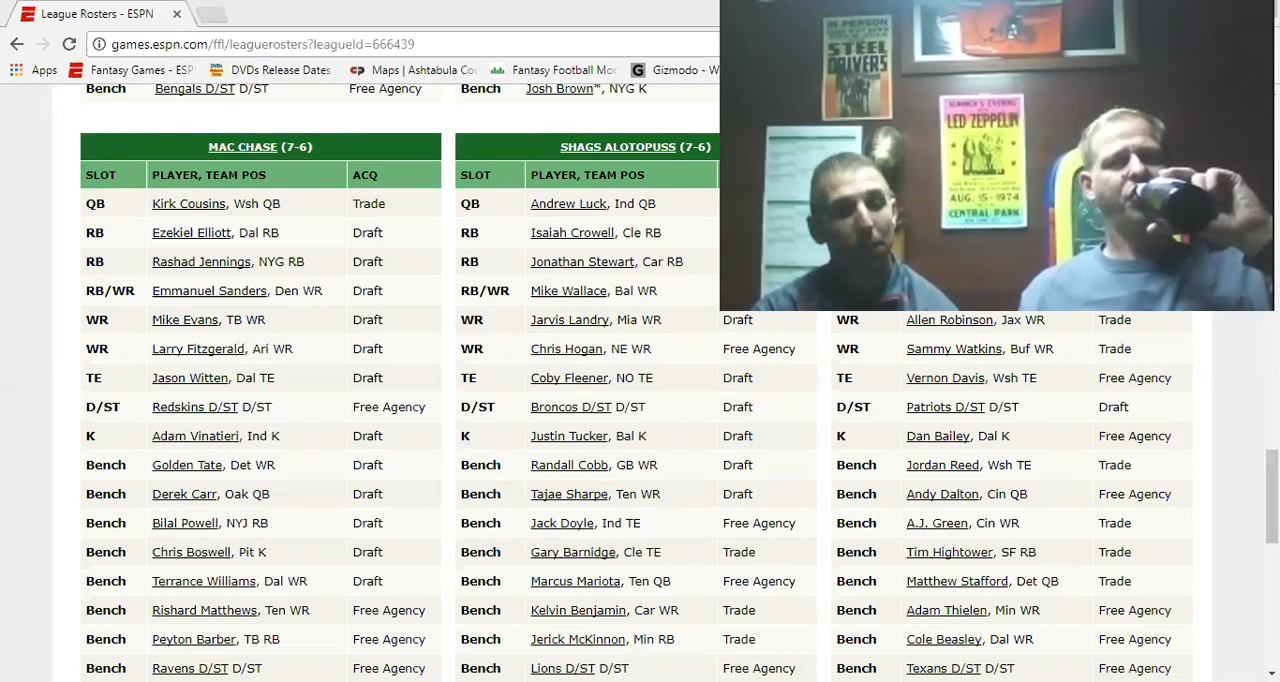 League Rosters - ESPN
games.espn.com/ffl/leaguerosters?leagueId=666439
Apps Fantasy Games - ESP DVDs Release Dates - Maps | Ashtabula Co Fantasy Football Moc Gizmodo - W
Bench Bengals D/ST D/ST Free Agency Bench Josh Brown*, NYG K
IN PERSON
STEEL
DRIVERS
SUMMER'S EVENING
LED ZEPPELIN
AUG. 15 - 1974
CENTRAL PARK
MAC CHASE (7-6) SHAGS ALOTOPUSS (7-6)
SLOT PLAYER, TEAM POS ACQ SLOT PLAYER, TEAM POS
QB Kirk Cousins, Wsh QB Trade QB Andrew Luck, Ind QB
RB Ezekiel Elliott, Dal RB Draft RB Isaiah Crowell, Cle RB
RB Rashad Jennings, NYG RB Draft RB Jonathan Stewart, Car RB
RB/WR Emmanuel Sanders, Den WR Draft RB/WR Mike Wallace, Bal WR
WR Mike Evans, TB WR Draft WR Jarvis Landry, Mia WR Draft WR Allen Robinson, Jax WR Trade
WR Larry Fitzgerald, Ari WR Draft WR Chris Hogan, NE WR Free Agency WR Sammy Watkins, Buf WR Trade
TE Jason Witten, Dal TE Draft TE Coby Fleener, NO TE Draft TE Vernon Davis, Wsh TE Free Agency
D/ST Redskins D/ST D/ST Free Agency D/ST Broncos D/ST D/ST Draft D/ST Patriots D/ST D/ST Draft
K Adam Vinatieri, Ind K Draft K Justin Tucker, Bal K Draft K Dan Bailey, Dal K Free Agency
Bench Golden Tate, Det WR Draft Bench Randall Cobb, GB WR Draft Bench Jordan Reed, Wsh TE Trade
Bench Derek Carr, Oak QB Draft Bench Tajae Sharpe, Ten WR Draft Bench Andy Dalton, Cin QB Free Agency
Bench Bilal Powell, NYJ RB Draft Bench Jack Doyle, Ind TE Free Agency Bench A.J. Green, Cin WR Trade
Bench Chris Boswell, Pit K Draft Bench Gary Barnidge, Cle TE Trade Bench Tim Hightower, SF RB Trade
Bench Terrance Williams, Dal WR Draft Bench Marcus Mariota, Ten QB Free Agency Bench Matthew Stafford, Det QB Trade
Bench Rishard Matthews, Ten WR Free Agency Bench Kelvin Benjamin, Car WR Trade Bench Adam Thielen, Min WR Free Agency
Bench Peyton Barber, TB RB Free Agency Bench Jerick McKinnon, Min RB Trade Bench Cole Beasley, Dal WR Free Agency
Bench Ravens D/ST D/ST Free Agency Bench Lions D/ST D/ST Free Agency Bench Texans D/ST D/ST Free Agency